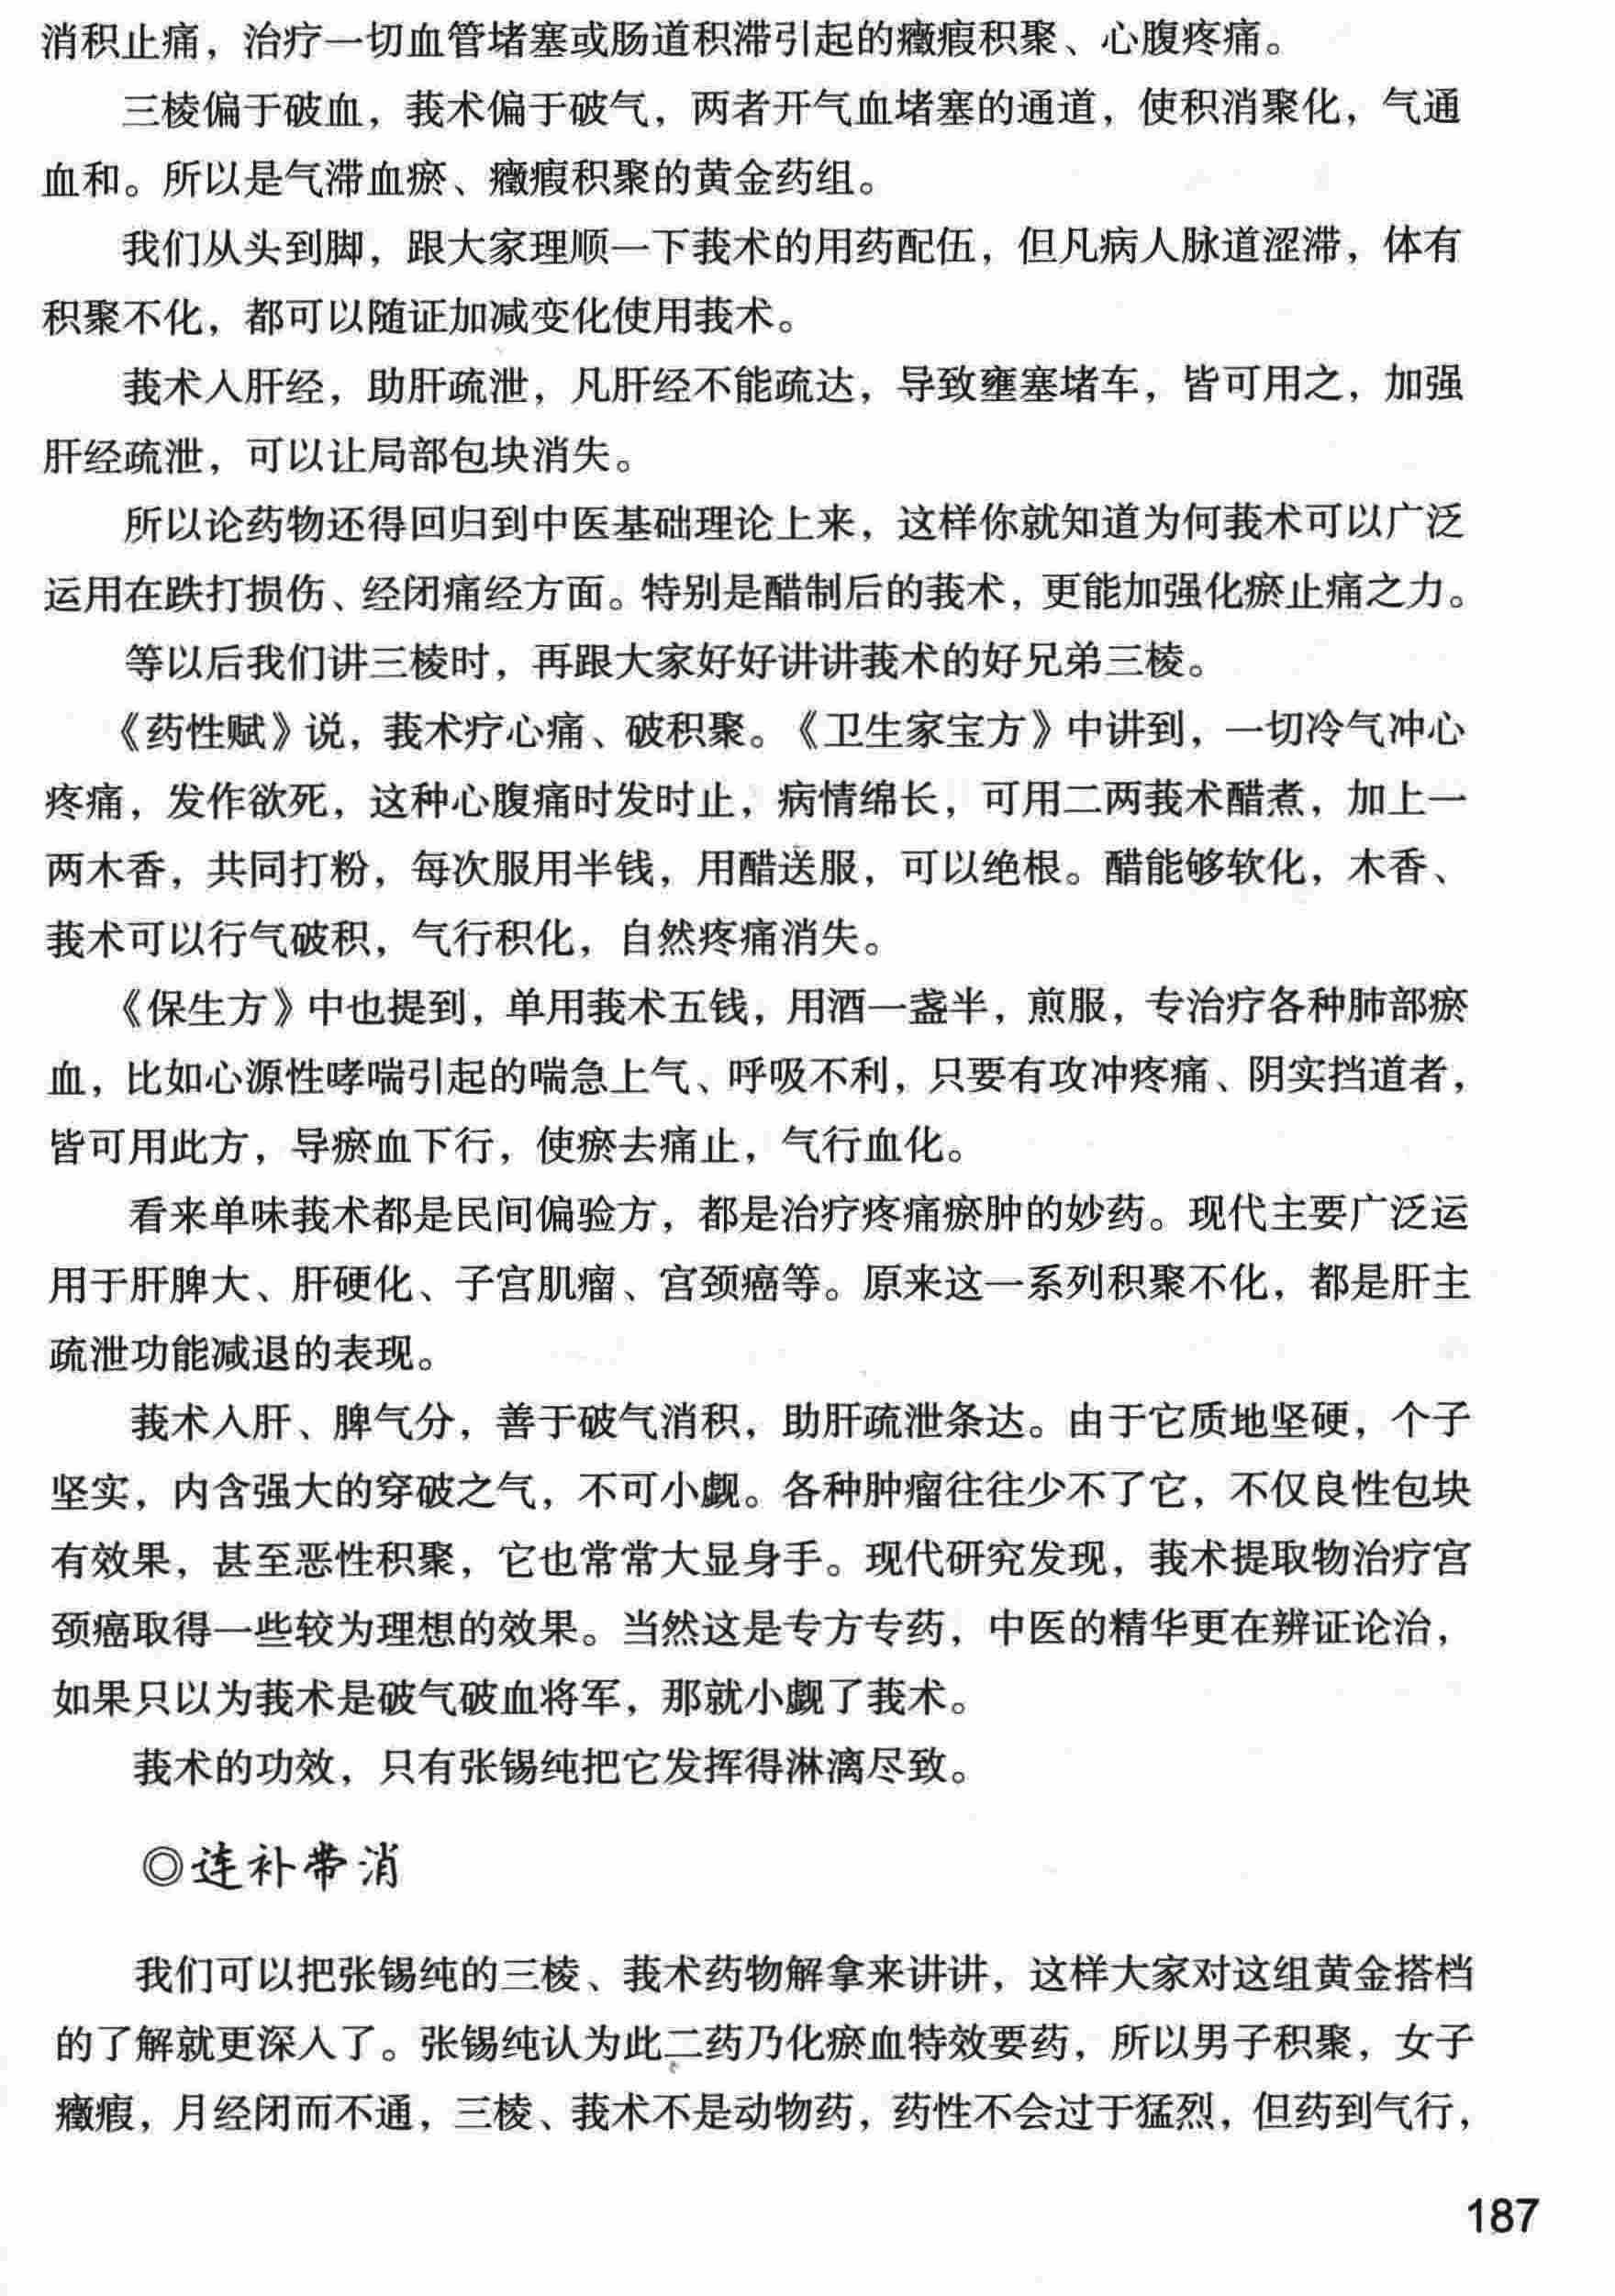 消积止痛，治疗一切血管堵塞或肠道积滞引起的癥瘕积聚、心腹疼痛。
三棱偏于破血，莪术偏于破气，两者开气血堵塞的通道，使积消聚化，气通
血和。所以是气滞血瘀、癥瘕积聚的黄金药组。
我们从头到脚，跟大家理顺一下莪术的用药配伍，但凡病人脉道涩滞，体有
积聚不化，都可以随证加减变化使用莪术。
莪术入肝经，助肝疏泄，凡肝经不能疏达，导致壅塞堵车，皆可用之，加强
肝经疏泄，可以让局部包块消失。
所以论药物还得回归到中医基础理论上来，这样你就知道为何莪术可以广泛
运用在跌打损伤、经闭痛经方面。特别是醋制后的莪术，更能加强化瘀止痛之力。
等以后我们讲三棱时，再跟大家好好讲讲莪术的好兄弟三棱。
《药性赋》说，莪术疗心痛、破积聚。《卫生家宝方》中讲到，一切冷气冲心
疼痛，发作欲死，这种心腹痛时发时止，病情绵长，可用二两莪术醋煮，加上一
两木香，共同打粉，每次服用半钱，用醋送服，可以绝根。醋能够软化，木香、
莪术可以行气破积，气行积化，自然疼痛消失。
《保生方》中也提到，单用莪术五钱，用酒一盏半，煎服，专治疗各种肺部瘀
血，比如心源性哮喘引起的喘急上气、呼吸不利，只要有攻冲疼痛、阴实挡道者，
皆可用此方，导瘀血下行，使瘀去痛止，气行血化。
看来单味莪术都是民间偏验方，都是治疗疼痛瘀肿的妙药。现代主要广泛运
用于肝脾大、肝硬化、子宫肌瘤、宫颈癌等。原来这一系列积聚不化，都是肝主
疏泄功能减退的表现。
莪术入肝、脾气分，善于破气消积，助肝疏泄条达。由于它质地坚硬，个子
坚实，内含强大的穿破之气，不可小觑。各种肿瘤往往少不了它，不仅良性包块
有效果，甚至恶性积聚，它也常常大显身手。现代研究发现，莪术提取物治疗宫
颈癌取得一些较为理想的效果。当然这是专方专药，中医的精华更在辨证论治，
如果只以为莪术是破气破血将军，那就小觑了莪术。
莪术的功效，只有张锡纯把它发挥得淋漓尽致。
◎连补带消
我们可以把张锡纯的三棱、莪术药物解拿来讲讲，这样大家对这组黄金搭档
的了解就更深入了。张锡纯认为此二药乃化瘀血特效要药，所以男子积聚，女子
癥瘕，月经闭而不通，三棱、莪术不是动物药，药性不会过于猛烈，但药到气行，
187